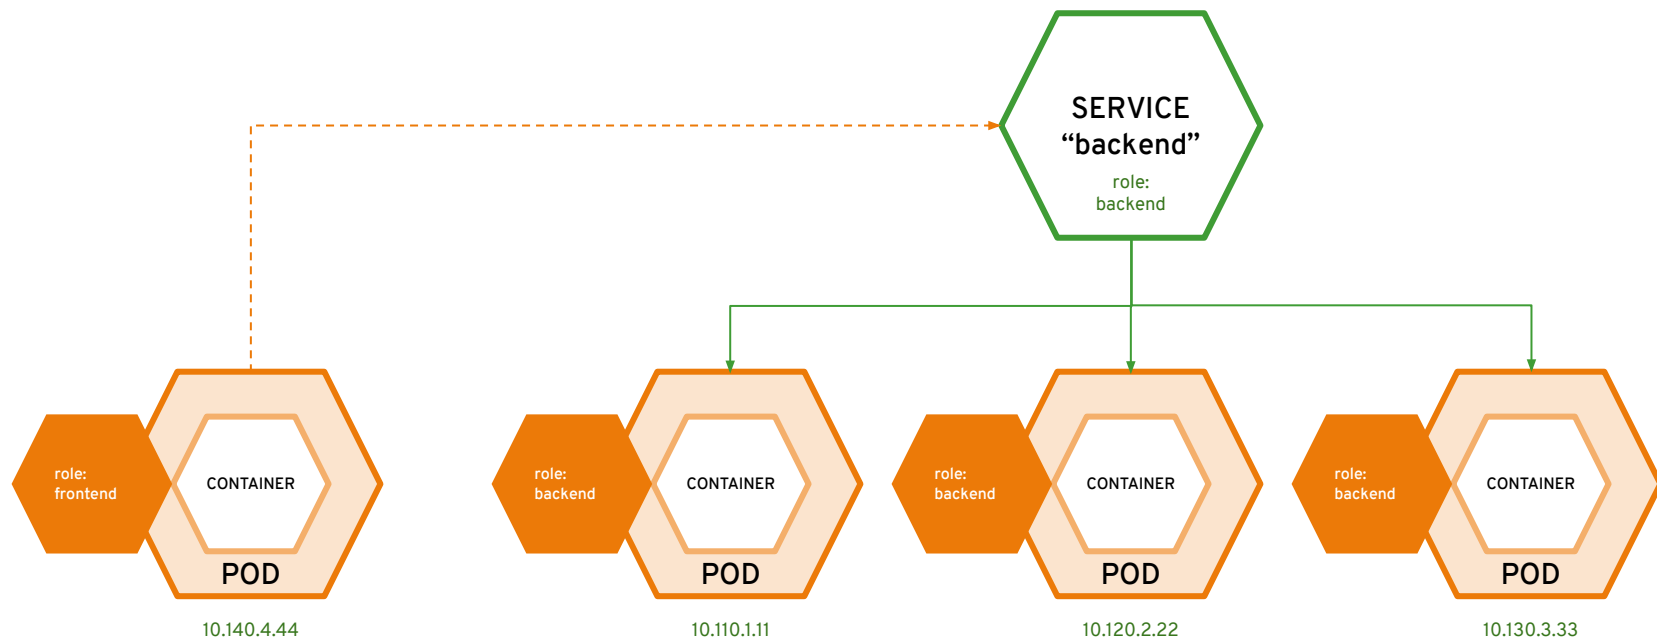 SERVICE
“backend”
role:
backend
role:
frontend
CONTAINER
POD
10.140.4.44
role:
backend
CONTAINER
POD
10.110.1.11
role:
backend
CONTAINER
POD
10.120.2.22
role:
backend
CONTAINER
POD
10.130.3.33